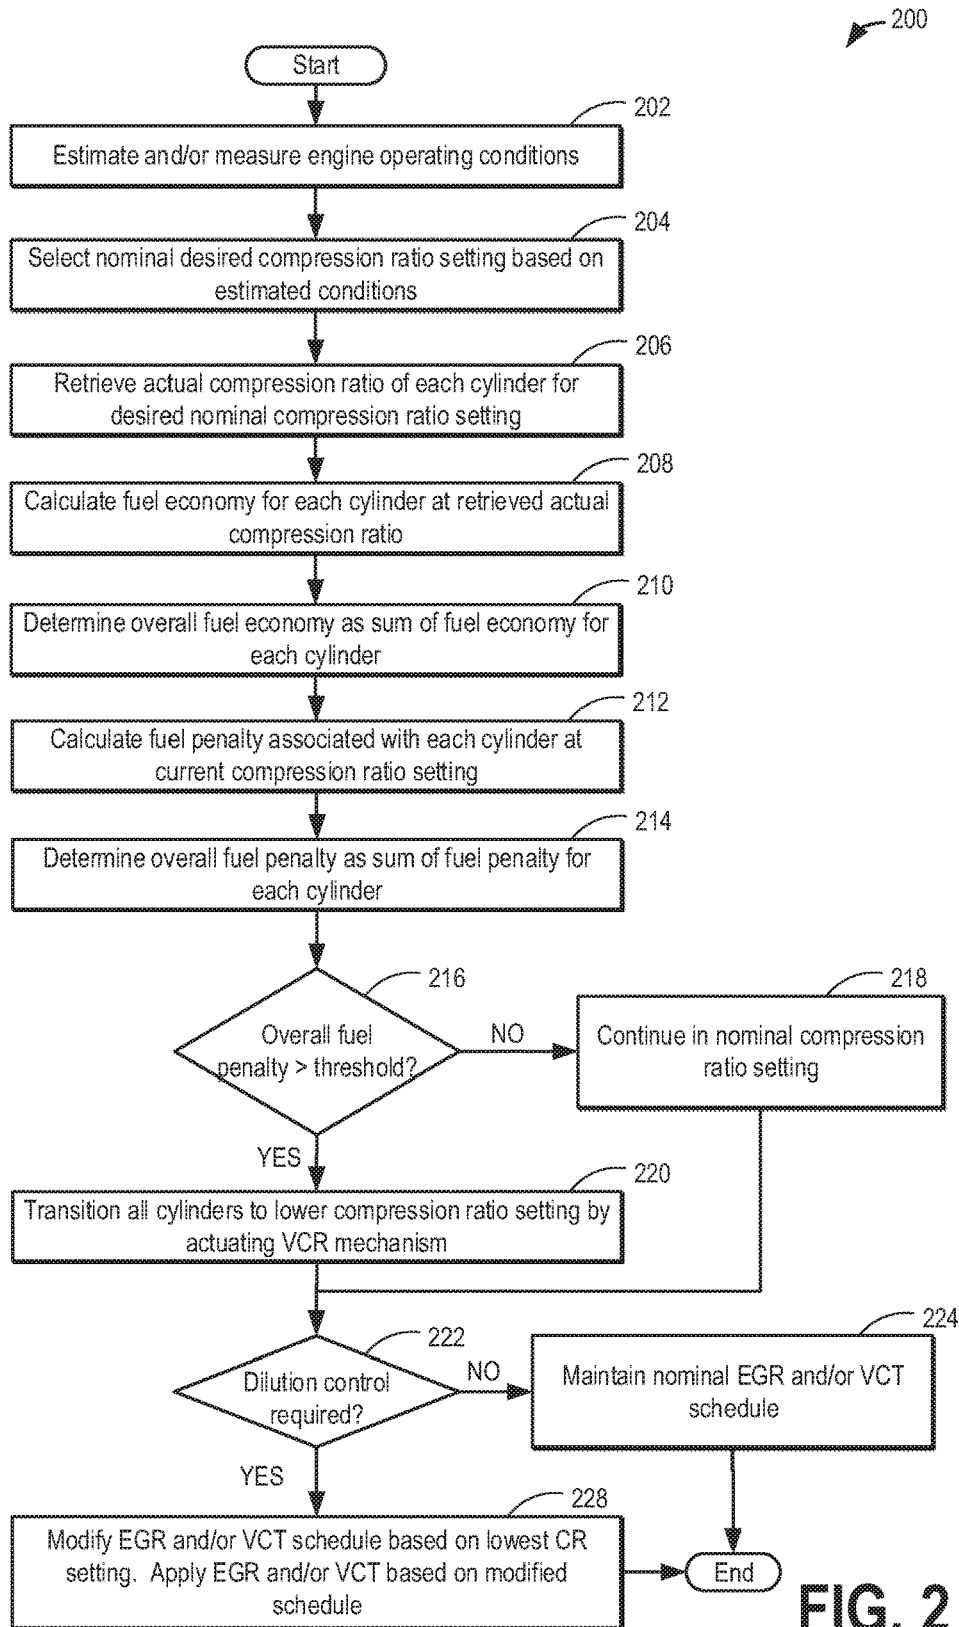 200
Start
202
Estimate and/or measure engine operating conditions
204
Select nominal desired compression ratio setting based on
estimated conditions
206
Retrieve actual compression ratio of each cylinder for
desired nominal compression ratio setting
208
Calculate fuel economy for each cylinder at retrieved actual
compression ratio
210
Determine overall fuel economy as sum of fuel economy for
each cylinder
212
Calculate fuel penalty associated with each cylinder at
current compression ratio setting
214
Determine overall fuel penalty as sum of fuel penalty for
each cylinder
216
Overall fuel
penalty > threshold?
NO
218
Continue in nominal compression
ratio setting
YES
220
Transition all cylinders to lower compression ratio setting by
actuating VCR mechanism
222
Dilution control
required?
NO
224
Maintain nominal EGR and/or VCT
schedule
YES
228
Modify EGR and/or VCT schedule based on lowest CR
setting. Apply EGR and/or VCT based on modified
schedule
End
FIG. 2